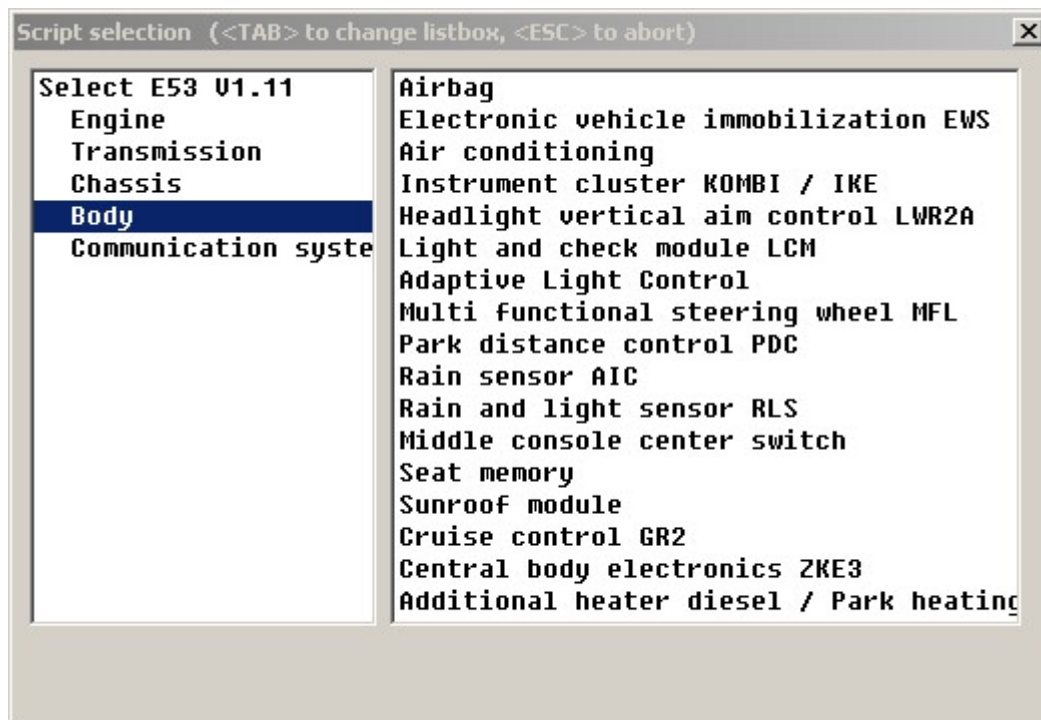 Script selection (<TAB> to change listbox, <ESC> to abort)
Select E53 V1.11
Engine
Transmission
Chassis
Body
Communication syste
Airbag
Electronic vehicle immobilization EWS
Air conditioning
Instrument cluster KOMBI / IKE
Headlight vertical aim control LWR2A
Light and check module LCM
Adaptive Light Control
Multi functional steering wheel MFL
Park distance control PDC
Rain sensor AIC
Rain and light sensor RLS
Middle console center switch
Seat memory
Sunroof module
Cruise control GR2
Central body electronics ZKE3
Additional heater diesel / Park heating